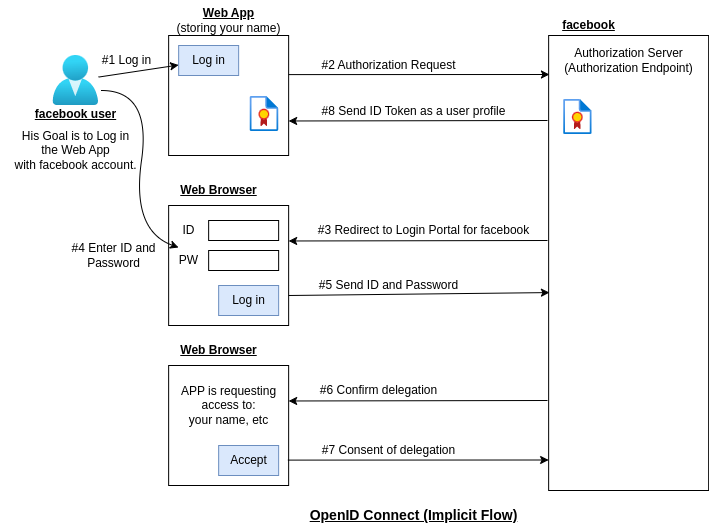 Web App
(storing your name)
facebook
#1 Log in
Log in
#2 Authorization Request
Authorization Server
(Authorization Endpoint)
facebook user
#8 Send ID Token as a user profile
His Goal is to Log in
the Web App
with facebook account.
Web Browser
ID
#3 Redirect to Login Portal for facebook
#4 Enter ID and
Password
PW
Log in
#5 Send ID and Password
Web Browser
APP is requesting
access to:
your name, etc
#6 Confirm delegation
Accept
#7 Consent of delegation
OpenID Connect (Implicit Flow)